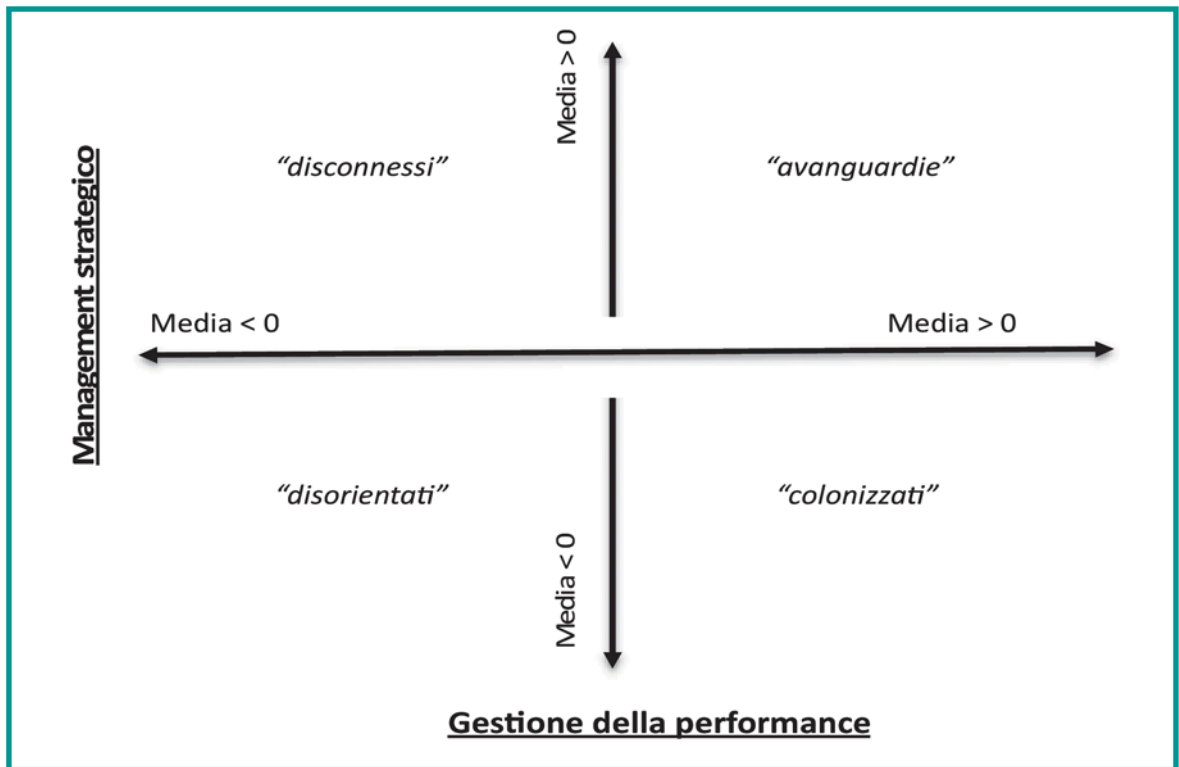 Media > 0
“disconnessi”
“avanguardie”
Management strategico
Media < 0
Media > 0
“disorientati”
“colonizzati”
Media < 0
Gestione della performance